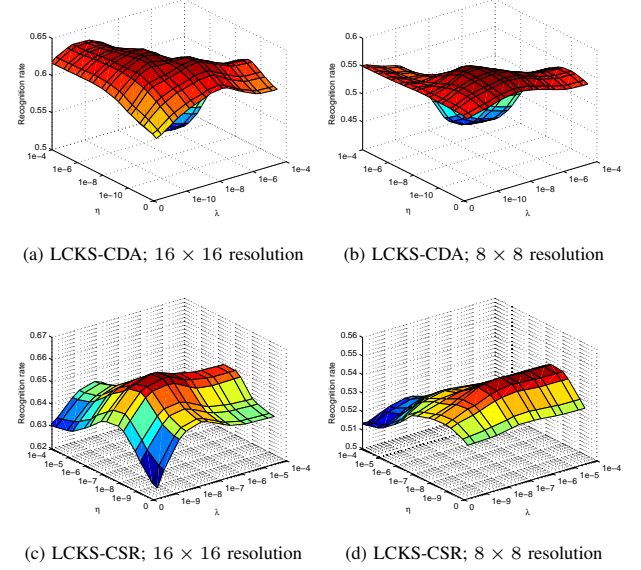 0.65
0.6
0.55
0.5
Recognition rate
1e-4
1e-6
1e-8
1e-10
0
η
0
1e-10
1e-8
1e-6
1e-4
λ
0.6
0.55
0.5
0.45
Recognition rate
1e-4
1e-6
1e-8
1e-10
0
η
0
1e-10
1e-8
1e-6
1e-4
λ
(a) LCKS-CDA; 16 × 16 resolution
(b) LCKS-CDA; 8 × 8 resolution
0.67
0.66
0.65
0.64
0.63
0.62
Recognition rate
1e-4
1e-5
1e-6
1e-7
1e-8
1e-9
0
η
0
1e-9
1e-8
1e-7
1e-6
1e-5
1e-4
λ
0.56
0.55
0.54
0.53
0.52
0.51
0.5
Recognition rate
1e-4
1e-5
1e-6
1e-7
1e-8
1e-9
0
η
0
1e-9
1e-8
1e-7
1e-6
1e-5
1e-4
λ
(c) LCKS-CSR; 16 × 16 resolution
(d) LCKS-CSR; 8 × 8 resolution